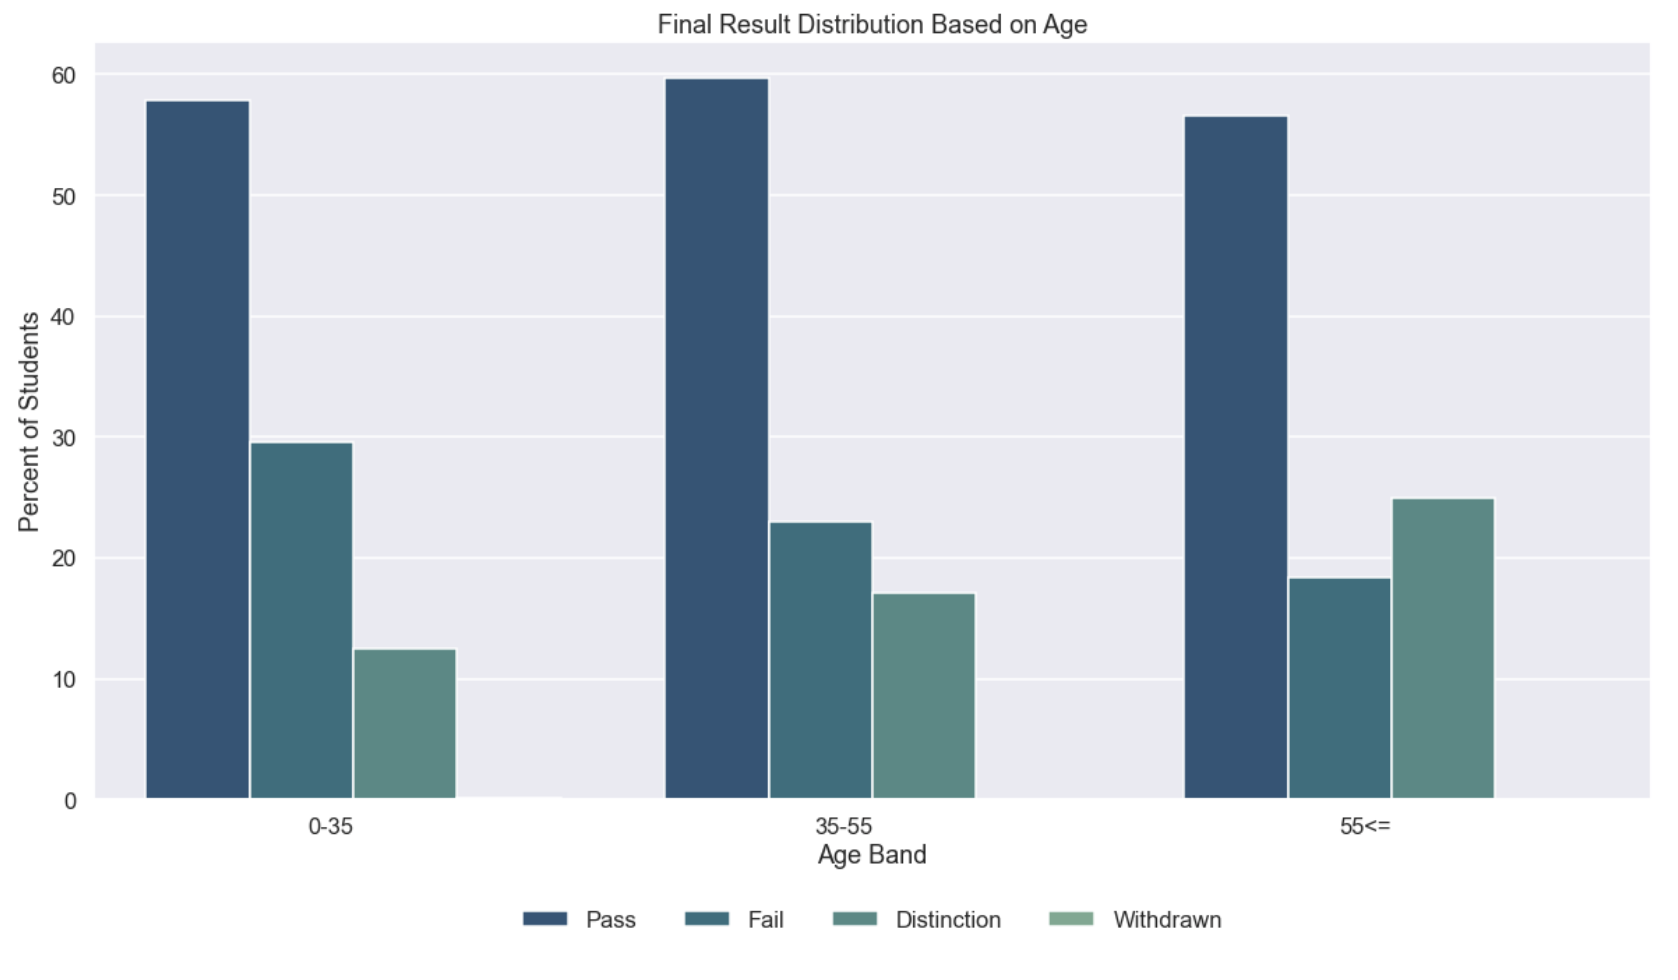 Final Result Distribution Based on Age
60
50
40
30
20
10
0
Percent of Students
0-35
35-55
55<=
Age Band
Pass
Fail
Distinction
Withdrawn